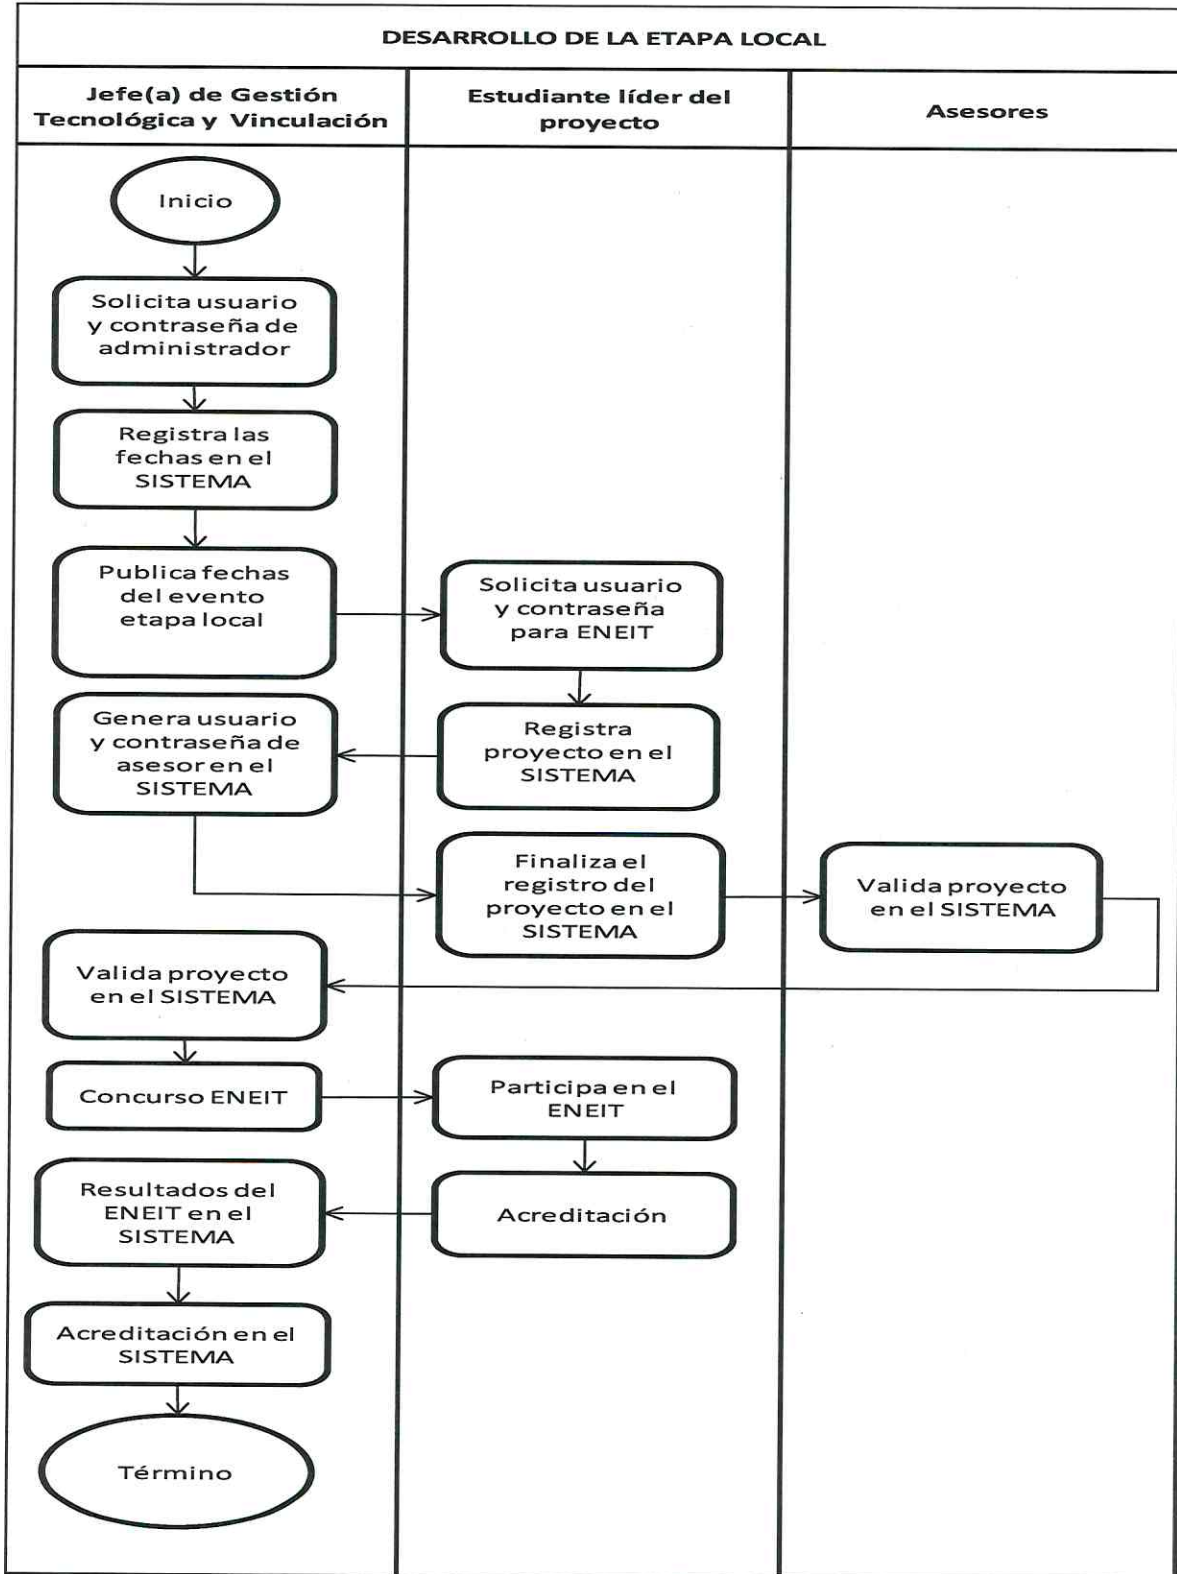 DESARROLLO DE LA ETAPA LOCAL
Jefe(a) de Gestión
Tecnológica y Vinculación
Estudiante líder del
proyecto
Asesores
Inicio
Solicita usuario
y contraseña de
administrador
Registra las
fechas en el
SISTEMA
Publica fechas
del evento
etapa local
Solicita usuario
y contraseña
para ENEIT
Registra
proyecto en el
SISTEMA
Genera usuario
y contraseña de
asesor en el
SISTEMA
Finaliza el
registro del
proyecto en el
SISTEMA
Valida proyecto
en el SISTEMA
Valida proyecto
en el SISTEMA
Concurso ENEIT
Participa en el
ENEIT
Acreditación
Resultados del
ENEIT en el
SISTEMA
Acreditación en el
SISTEMA
Término